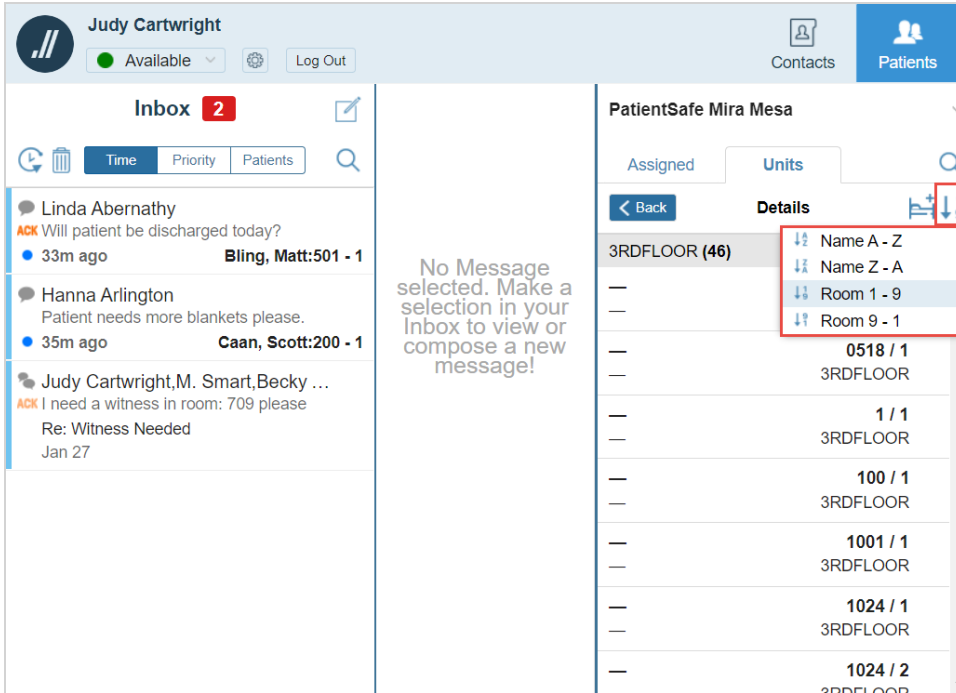 Judy Cartwright
Available
Log Out
Contacts
Patients
Inbox 2
Time Priority Patients
Linda Abernathy
ACK Will patient be discharged today?
33m ago Bling, Matt:501 - 1
Hanna Arlington
Patient needs more blankets please.
35m ago Caan, Scott:200 - 1
Judy Cartwright,M. Smart,Becky ...
ACK I need a witness in room: 709 please
Re: Witness Needed
Jan 27
No Message
selected. Make a
selection in your
Inbox to view or
compose a new
message!
PatientSafe Mira Mesa
Assigned Units
Back Details
Name A - Z
Name Z - A
Room 1 - 9
Room 9 - 1
3RDFLOOR (46)
—
—
— 0518 / 1
— 3RDFLOOR
— 1 / 1
— 3RDFLOOR
— 100 / 1
— 3RDFLOOR
— 1001 / 1
— 3RDFLOOR
— 1024 / 1
— 3RDFLOOR
— 1024 / 2
3RDFLOOR